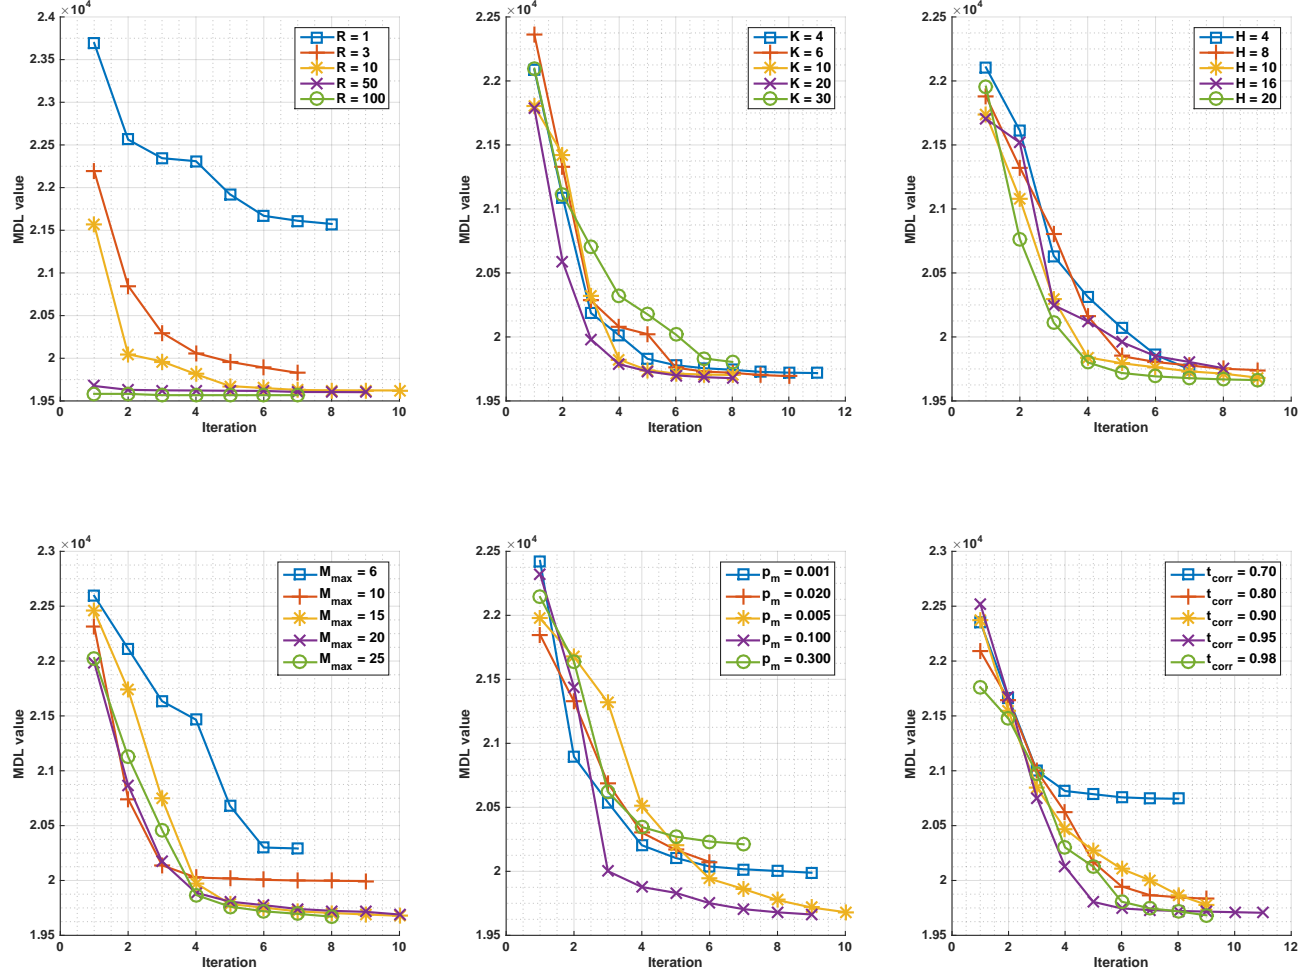 ×10⁴
2.4
2.35
2.3
2.25
2.2
2.15
2.1
2.05
2
1.95
MDL value
0 2 4 6 8 10
Iteration
R = 1
R = 3
R = 10
R = 50
R = 100
×10⁴
2.25
2.2
2.15
2.1
2.05
2
1.95
MDL value
0 2 4 6 8 10 12
Iteration
K = 4
K = 6
K = 10
K = 20
K = 30
×10⁴
2.25
2.2
2.15
2.1
2.05
2
1.95
MDL value
0 2 4 6 8 10
Iteration
H = 4
H = 8
H = 10
H = 16
H = 20
×10⁴
2.3
2.25
2.2
2.15
2.1
2.05
2
1.95
MDL value
0 2 4 6 8 10
Iteration
M_max = 6
M_max = 10
M_max = 15
M_max = 20
M_max = 25
×10⁴
2.25
2.2
2.15
2.1
2.05
2
1.95
MDL value
0 2 4 6 8 10
Iteration
p_m = 0.001
p_m = 0.020
p_m = 0.005
p_m = 0.100
p_m = 0.300
×10⁴
2.3
2.25
2.2
2.15
2.1
2.05
2
1.95
MDL value
0 2 4 6 8 10 12
Iteration
t_corr = 0.70
t_corr = 0.80
t_corr = 0.90
t_corr = 0.95
t_corr = 0.98